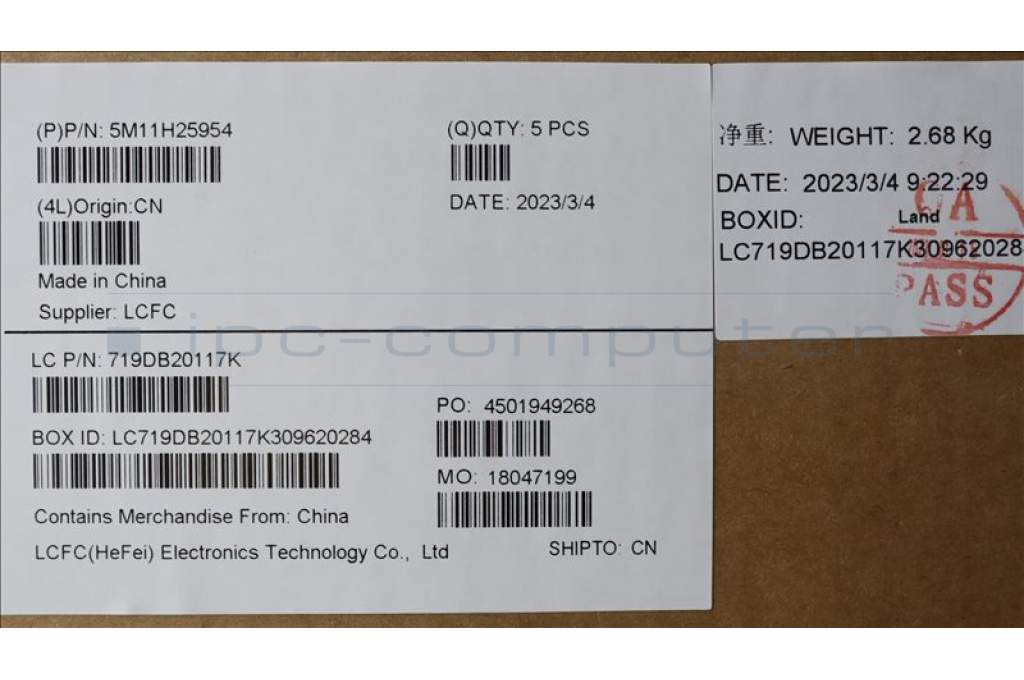 (P)P/N: 5M11H25954
(Q)QTY: 5 PCS
(4L)Origin:CN
DATE: 2023/3/4
Made in China
Supplier: LCFC
LC P/N: 719DB20117K
PO: 4501949268
BOX ID: LC719DB20117K309620284
MO: 18047199
Contains Merchandise From: China
LCFC(HeFei) Electronics Technology Co., Ltd
SHIPTO: CN
净重: WEIGHT: 2.68 Kg
DATE: 2023/3/4 9:22:29
BOXID: Land
LC719DB20117K30962028
QA
PASS
ipc-computer